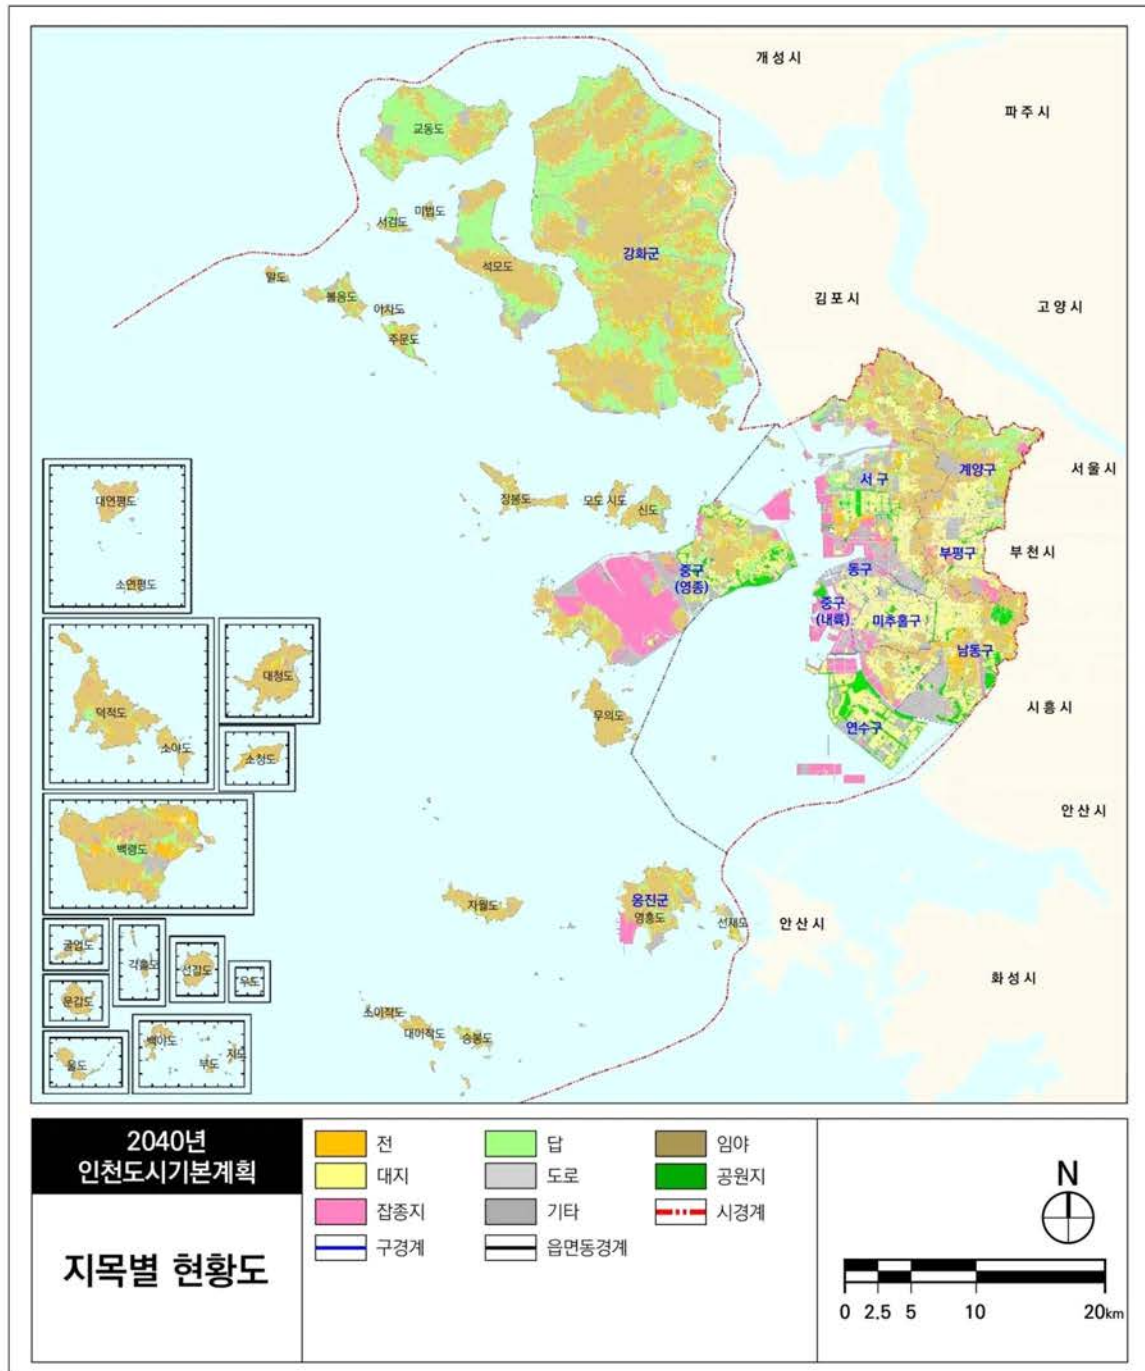 개성시
파주시
교동도
미법도
서검도
강화군
석모도
말도
볼음도
아차도
주문도
김포시
고양시
서구
계양구
서울시
대연평도
장봉도
모도
시도
신도
부평구
부천시
소연평도
중구
(영종)
동구
중구
(내륙)
미추홀구
남동구
대청도
덕적도
무의도
시흥시
연수구
소야도
소청도
안산시
백령도
자월도
옹진군
영흥도
선재도
안산시
굴업도
각흘도
선갑도
우도
화성시
문갑도
소이작도
대이작도
승봉도
백아도
지도
부도
울도
2040년
인천도시기본계획
지목별 현황도
전
답
임야
대지
도로
공원지
잡종지
기타
시경계
구경계
읍면동경계
N
0 2.5 5 10 20km